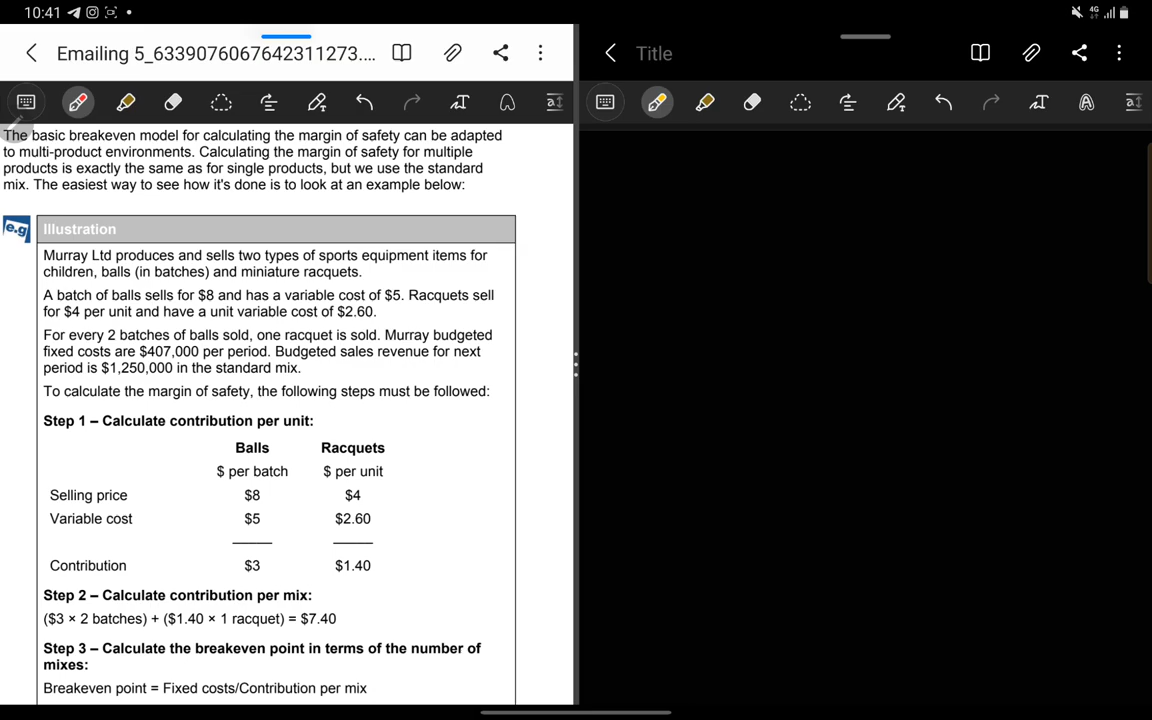 10:41
4G
Emailing 5_6339076067642311273....
Title
The basic breakeven model for calculating the margin of safety can be adapted
to multi-product environments. Calculating the margin of safety for multiple
products is exactly the same as for single products, but we use the standard
mix. The easiest way to see how it's done is to look at an example below:
e.g
Illustration
Murray Ltd produces and sells two types of sports equipment items for
children, balls (in batches) and miniature racquets.
A batch of balls sells for $8 and has a variable cost of $5. Racquets sell
for $4 per unit and have a unit variable cost of $2.60.
For every 2 batches of balls sold, one racquet is sold. Murray budgeted
fixed costs are $407,000 per period. Budgeted sales revenue for next
period is $1,250,000 in the standard mix.
To calculate the margin of safety, the following steps must be followed:
Step 1 – Calculate contribution per unit:
Balls Racquets
$ per batch $ per unit
Selling price $8 $4
Variable cost $5 $2.60
Contribution $3 $1.40
Step 2 – Calculate contribution per mix:
($3 × 2 batches) + ($1.40 × 1 racquet) = $7.40
Step 3 – Calculate the breakeven point in terms of the number of
mixes:
Breakeven point = Fixed costs/Contribution per mix